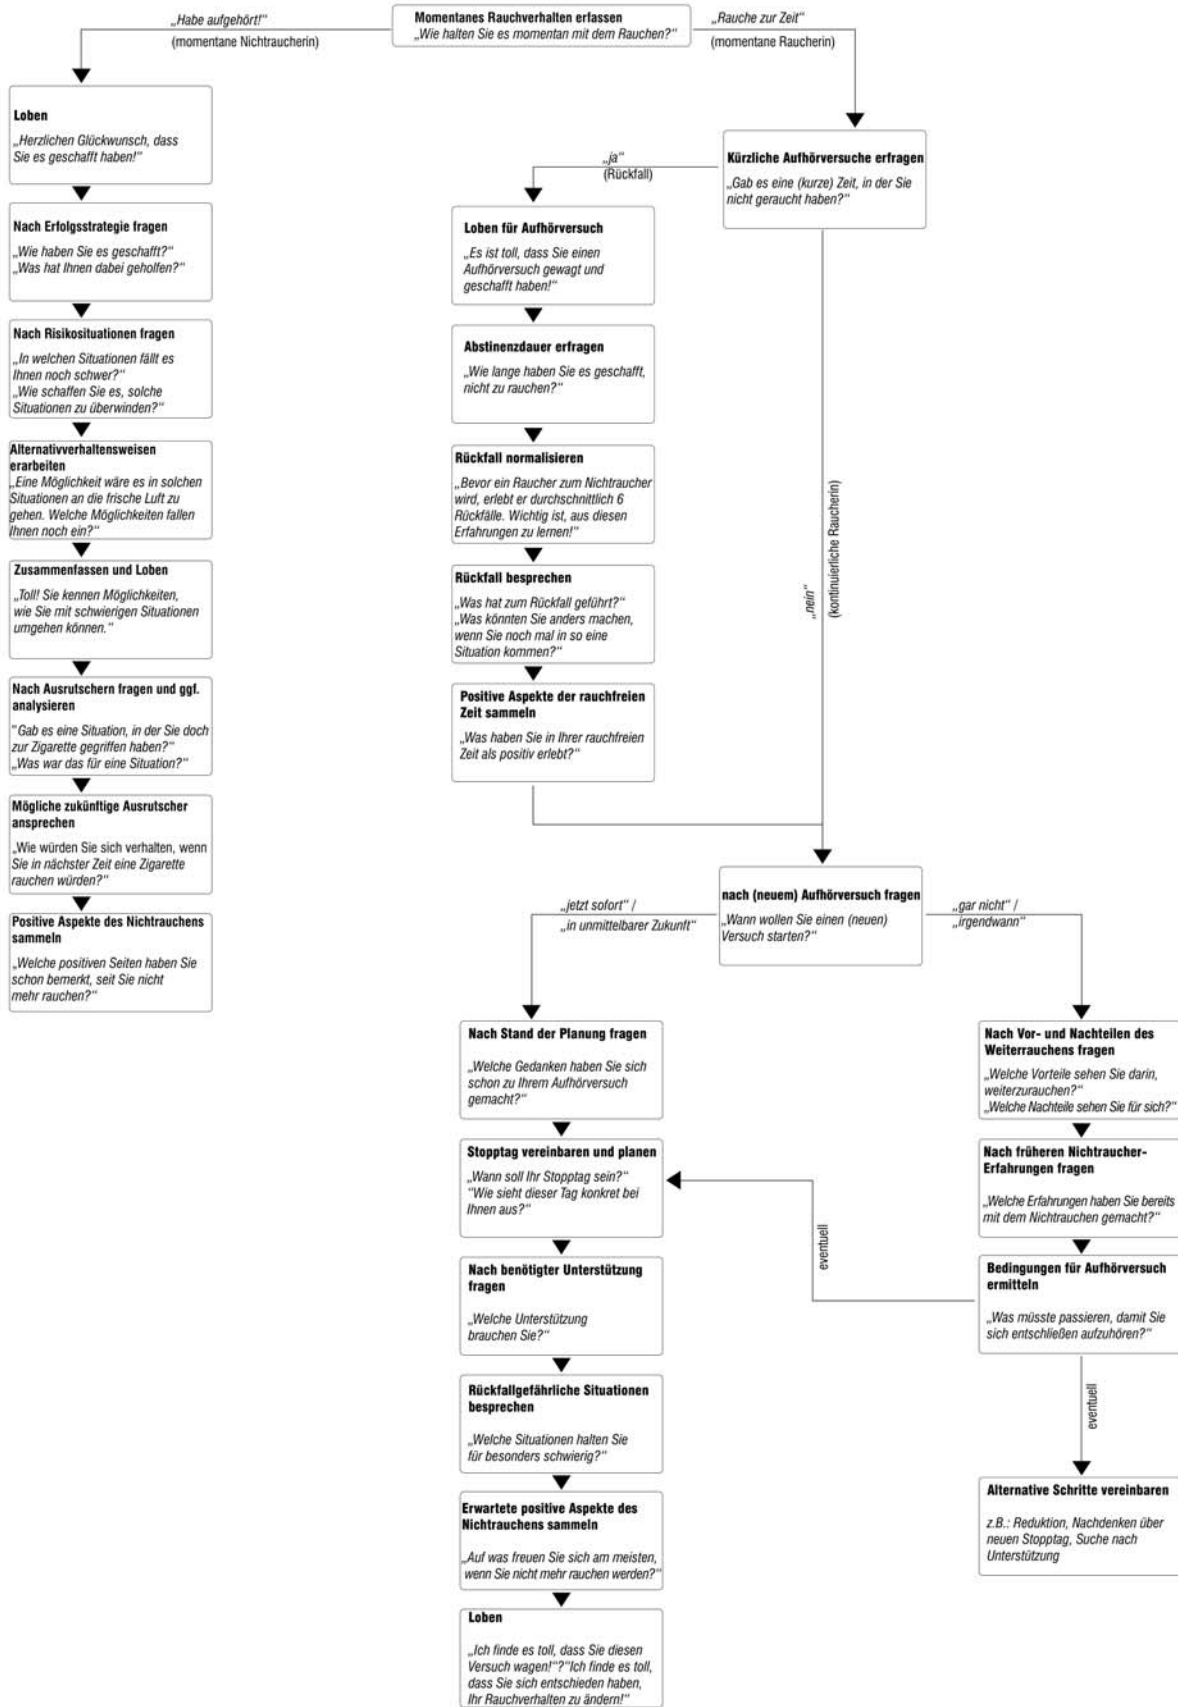 „Habe aufgehört!“
(momentane Nichtraucherin)
Momentanes Rauchverhalten erfassen
„Wie halten Sie es momentan mit dem Rauchen?“
„Rauche zur Zeit“
(momentane Raucherin)
Loben
„Herzlichen Glückwunsch, dass
Sie es geschafft haben!“
Nach Erfolgsstrategie fragen
„Wie haben Sie es geschafft?“
„Was hat Ihnen dabei geholfen?“
Nach Risikosituationen fragen
„In welchen Situationen fällt es
Ihnen noch schwer?“
„Wie schaffen Sie es, solche
Situationen zu überwinden?“
Alternativverhaltensweisen
erarbeiten
„Eine Möglichkeit wäre es in solchen
Situationen an die frische Luft zu
gehen. Welche Möglichkeiten fallen
Ihnen noch ein?“
Zusammenfassen und Loben
„Toll! Sie kennen Möglichkeiten,
wie Sie mit schwierigen Situationen
umgehen können.“
Nach Ausrutschern fragen und ggf.
analysieren
“Gab es eine Situation, in der Sie doch
zur Zigarette gegriffen haben?“
„Was war das für eine Situation?“
Mögliche zukünftige Ausrutscher
ansprechen
„Wie würden Sie sich verhalten, wenn
Sie in nächster Zeit eine Zigarette
rauchen würden?“
Positive Aspekte des Nichtrauchens
sammeln
„Welche positiven Seiten haben Sie
schon bemerkt, seit Sie nicht
mehr rauchen?“
Kürzliche Aufhörversuche erfragen
„Gab es eine (kurze) Zeit, in der Sie
nicht geraucht haben?“
„ja“
(Rückfall)
Loben für Aufhörversuch
„Es ist toll, dass Sie einen
Aufhörversuch gewagt und
geschafft haben!“
Abstinenzdauer erfragen
„Wie lange haben Sie es geschafft,
nicht zu rauchen?“
Rückfall normalisieren
„Bevor ein Raucher zum Nichtraucher
wird, erlebt er durchschnittlich 6
Rückfälle. Wichtig ist, aus diesen
Erfahrungen zu lernen!“
Rückfall besprechen
„Was hat zum Rückfall geführt?“
„Was könnten Sie anders machen,
wenn Sie noch mal in so eine
Situation kommen?“
Positive Aspekte der rauchfreien
Zeit sammeln
„Was haben Sie in Ihrer rauchfreien
Zeit als positiv erlebt?“
„nein“
(kontinuierliche Raucherin)
nach (neuem) Aufhörversuch fragen
„Wann wollen Sie einen (neuen)
Versuch starten?“
„jetzt sofort“ /
„in unmittelbarer Zukunft“
„gar nicht“ /
„irgendwann“
Nach Stand der Planung fragen
„Welche Gedanken haben Sie sich
schon zu Ihrem Aufhörversuch
gemacht?“
Stopptag vereinbaren und planen
„Wann soll Ihr Stopptag sein?“
“Wie sieht dieser Tag konkret bei
Ihnen aus?“
Nach benötigter Unterstützung
fragen
„Welche Unterstützung
brauchen Sie?“
Rückfallgefährliche Situationen
besprechen
„Welche Situationen halten Sie
für besonders schwierig?“
Erwartete positive Aspekte des
Nichtrauchens sammeln
„Auf was freuen Sie sich am meisten,
wenn Sie nicht mehr rauchen werden?“
Loben
„Ich finde es toll, dass Sie diesen
Versuch wagen!“?“Ich finde es toll,
dass Sie sich entschieden haben,
Ihr Rauchverhalten zu ändern!“
Nach Vor- und Nachteilen des
Weiterrauchens fragen
„Welche Vorteile sehen Sie darin,
weiterzurauchen?“
„Welche Nachteile sehen Sie für sich?“
Nach früheren Nichtraucher-
Erfahrungen fragen
„Welche Erfahrungen haben Sie bereits
mit dem Nichtrauchen gemacht?“
Bedingungen für Aufhörversuch
ermitteln
„Was müsste passieren, damit Sie
sich entschließen aufzuhören?“
eventuell
eventuell
Alternative Schritte vereinbaren
z.B.: Reduktion, Nachdenken über
neuen Stopptag, Suche nach
Unterstützung